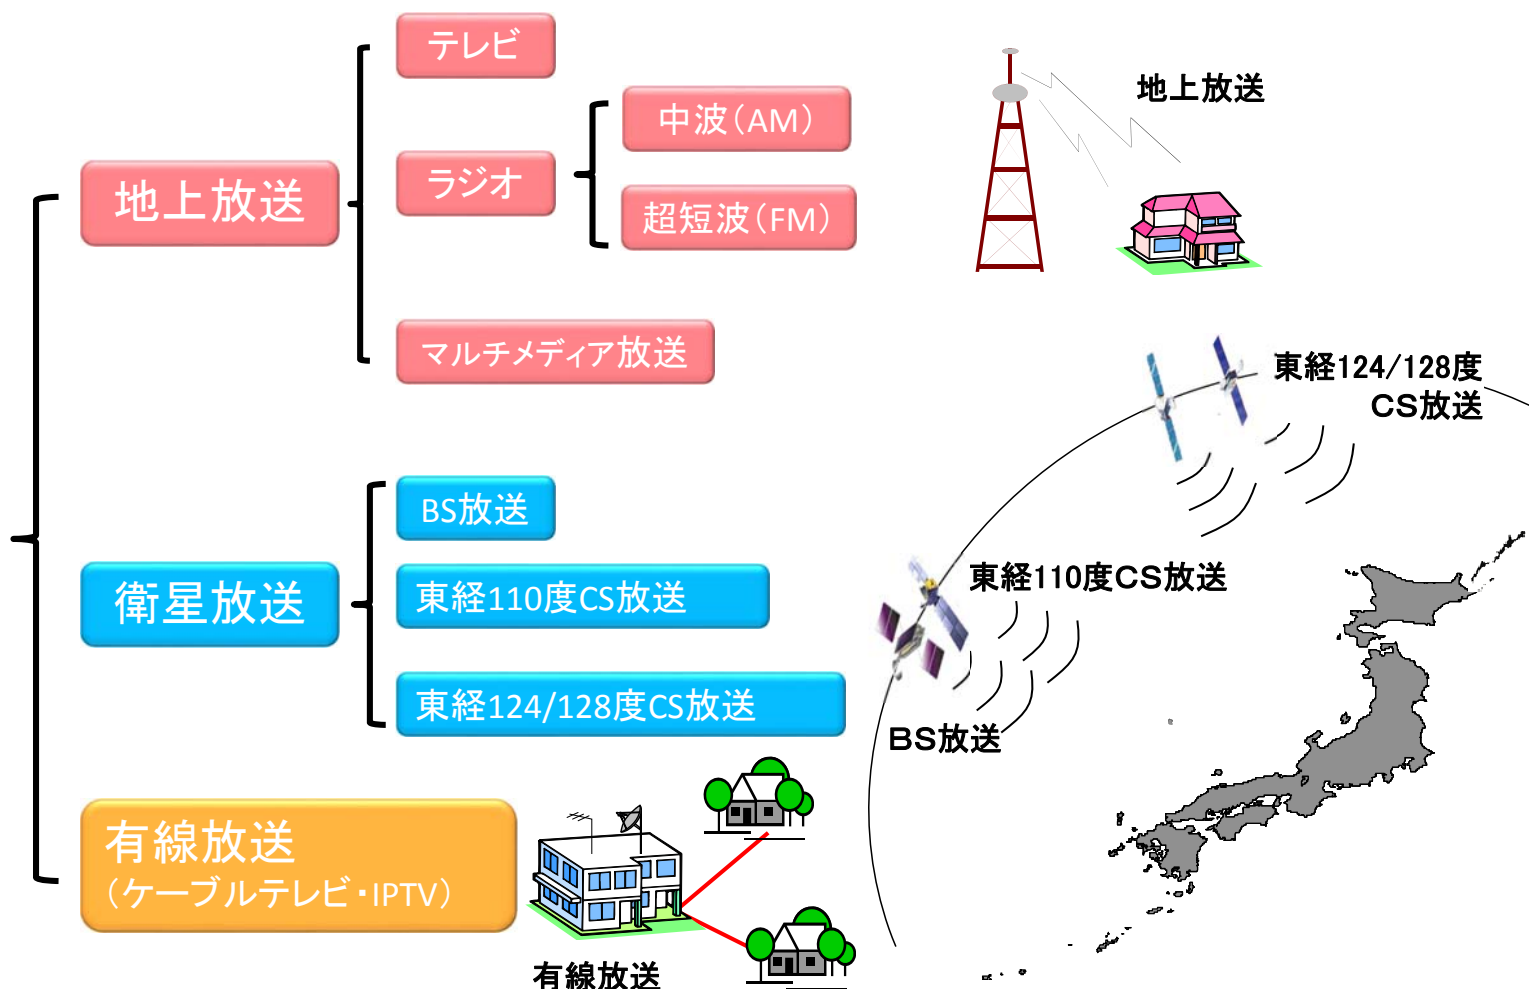 テレビ
中波（AM）
ラジオ
地上放送
超短波（FM）
マルチメディア放送
BS放送
衛星放送
東経110度CS放送
東経124/128度CS放送
有線放送
（ケーブルテレビ・IPTV）
地上放送
東経124/128度
ＣＳ放送
東経110度ＣＳ放送
ＢＳ放送
有線放送